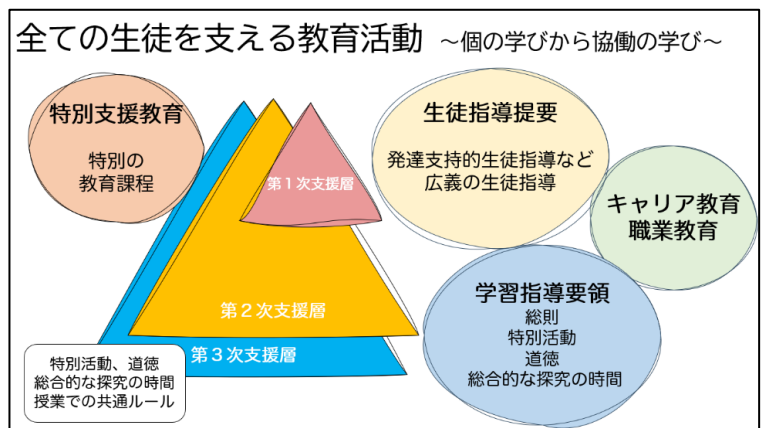 全ての生徒を支える教育活動 ～個の学びから協働の学び～
特別支援教育
特別の
教育課程
第１次支援層
第２次支援層
第３次支援層
特別活動、道徳
総合的な探究の時間
授業での共通ルール
生徒指導提要
発達支持的生徒指導など
広義の生徒指導
キャリア教育
職業教育
学習指導要領
総則
特別活動
道徳
総合的な探究の時間